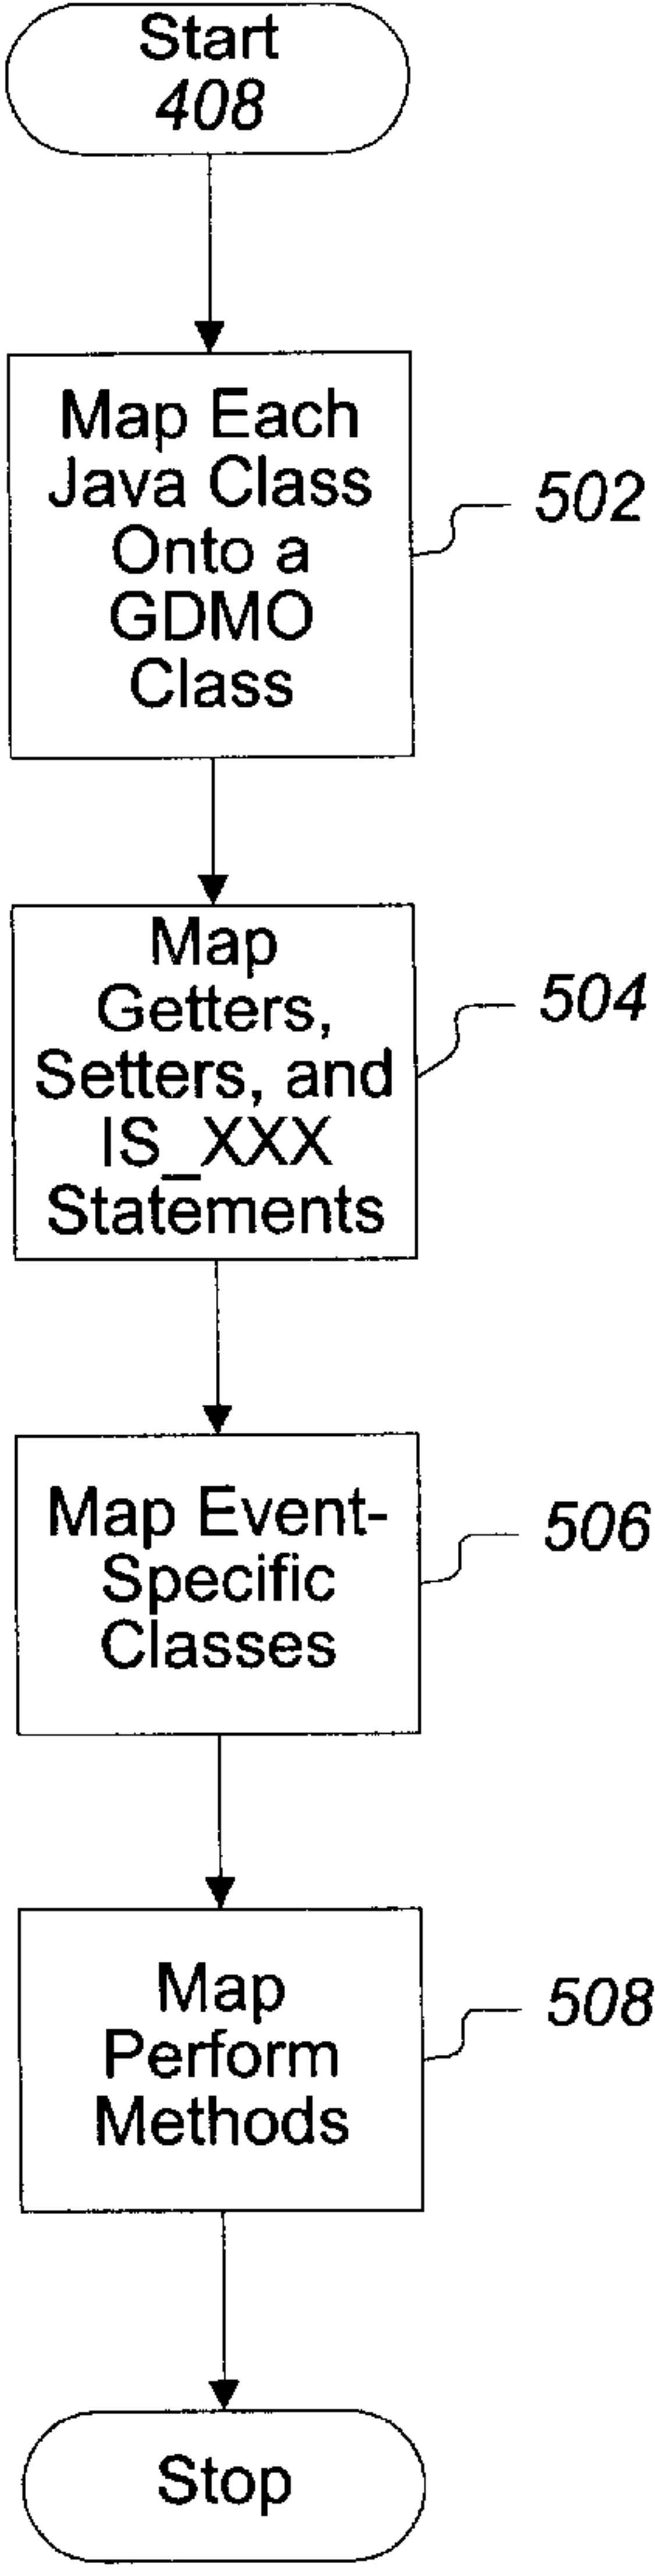 Start
408
Map Each
Java Class
Onto a
GDMO
Class
502
Map
Getters,
Setters, and
IS_XXX
Statements
504
Map Event-
Specific
Classes
506
Map
Perform
Methods
508
Stop